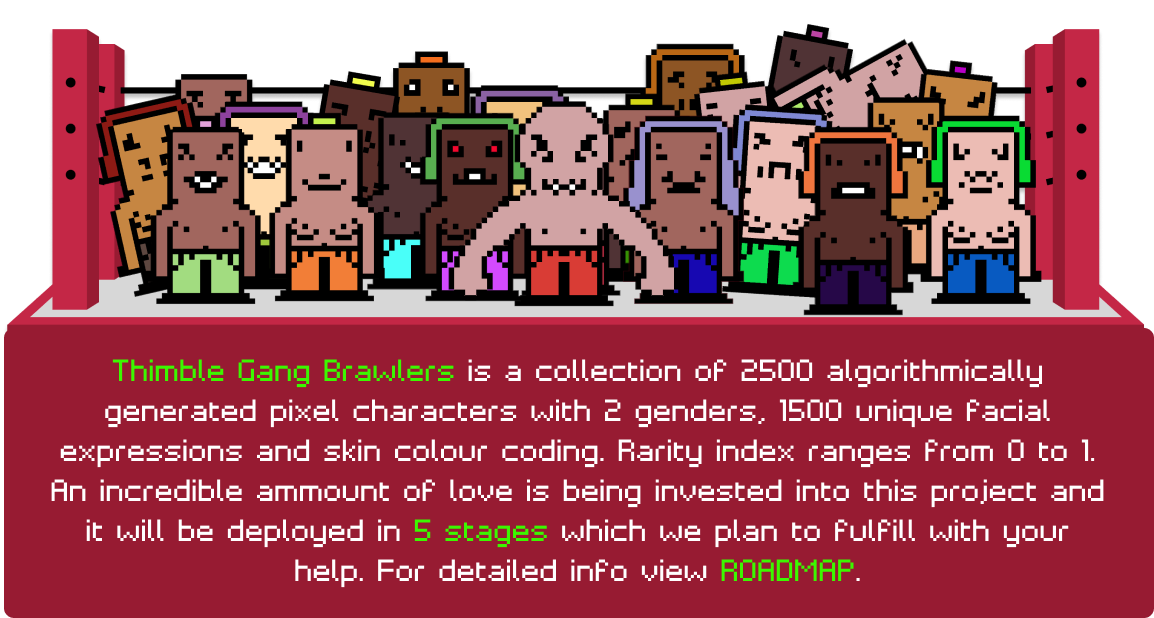 Thimble Gang Brawlers is a collection of 2500 algorithmically
generated pixel characters with 2 genders, 1500 unique facial
expressions and skin colour coding. Rarity index ranges from 0 to 1.
An incredible ammount of love is being invested into this project and
it will be deployed in 5 stages which we plan to fulfill with your
help. For detailed info view ROADMAP.